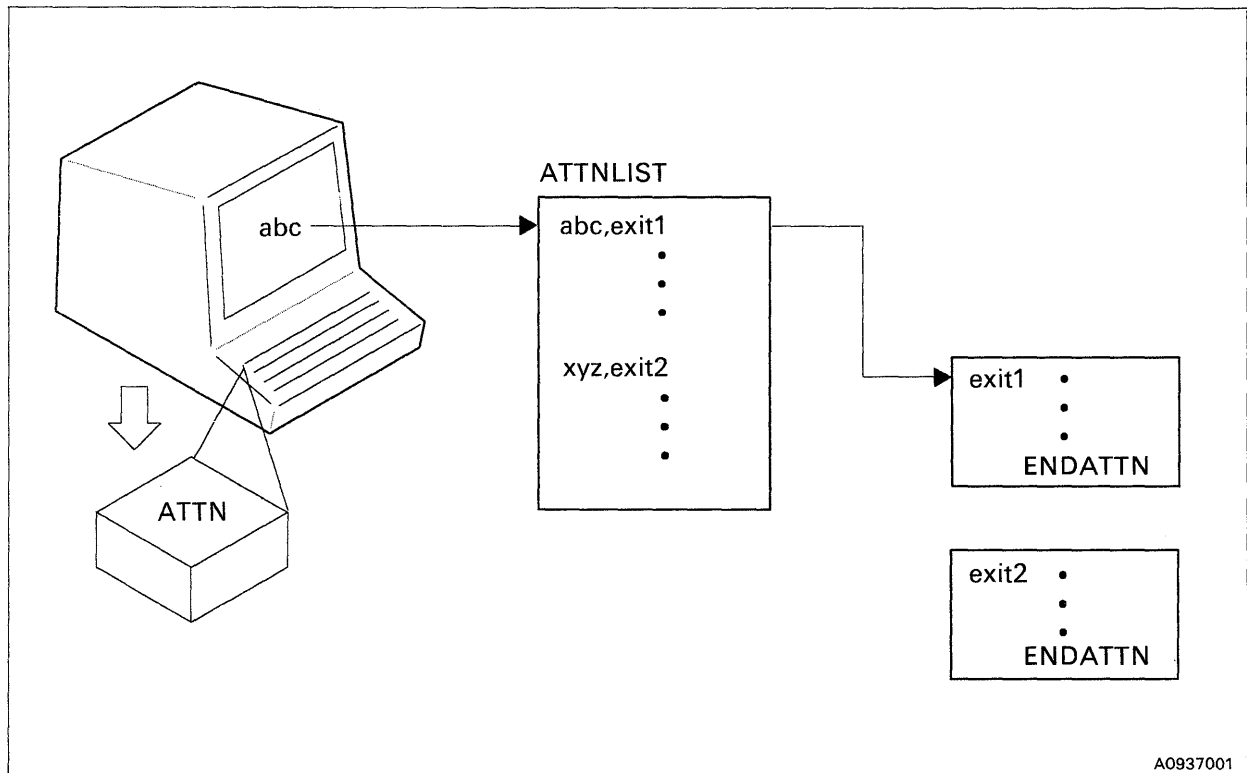 ATTNLIST
abc
abc,exit1
xyz,exit2
exit1
ENDATTN
ATTN
exit2
ENDATTN
A0937001